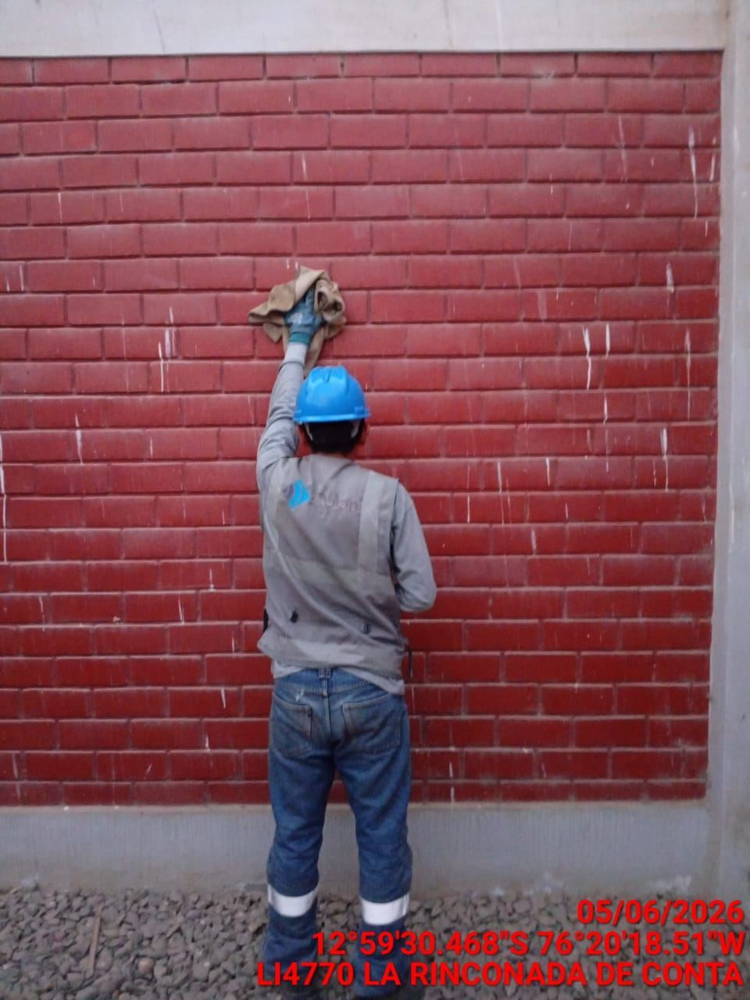 05/06/2026
12°59'30.468"S 76°20'18.51"W
LI4770 LA RINCONADA DE CONTA